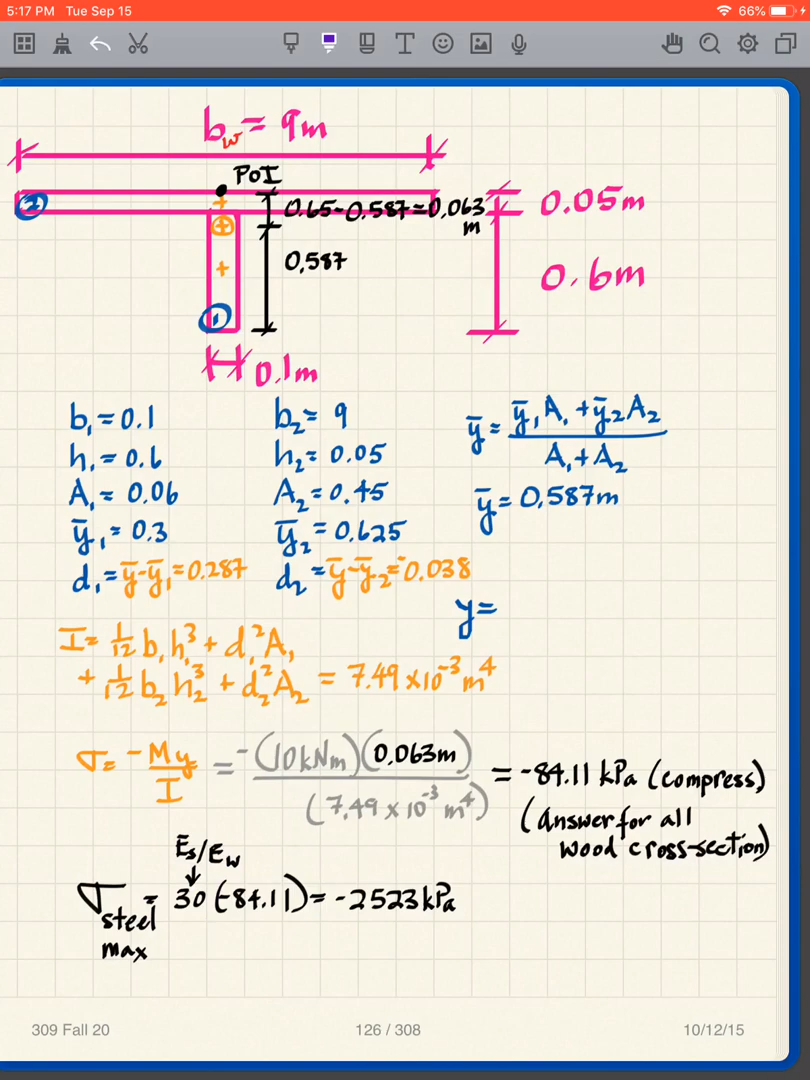 5:17 PM Tue Sep 15
66%
b_w = 9m
PoI
2
0.65-0.587=0.063 m
0.05m
0.587
0.6m
1
0.1m
b₁ = 0.1
b₂ = 9
ȳ = (ȳ₁A₁ + ȳ₂A₂) / (A₁ + A₂)
h₁ = 0.6
h₂ = 0.05
A₁ = 0.06
A₂ = 0.45
ȳ = 0.587m
ȳ₁ = 0.3
ȳ₂ = 0.625
d₁ = ȳ-ȳ₁ = 0.287
d₂ = ȳ-ȳ₂ = -0.038
y =
I = 1/12 b₁h₁³ + d₁²A₁
+ 1/12 b₂h₂³ + d₂²A₂ = 7.49 x 10⁻³ m⁴
σ = -My/I = -(10kNm)(0.063m) / (7.49 x 10⁻³ m⁴) = -84.11 kPa (compress)
(answer for all
wood cross-section)
Es/Ew
↓
σ steel max = 30(-84.11) = -2523 kPa
309 Fall 20
126 / 308
10/12/15